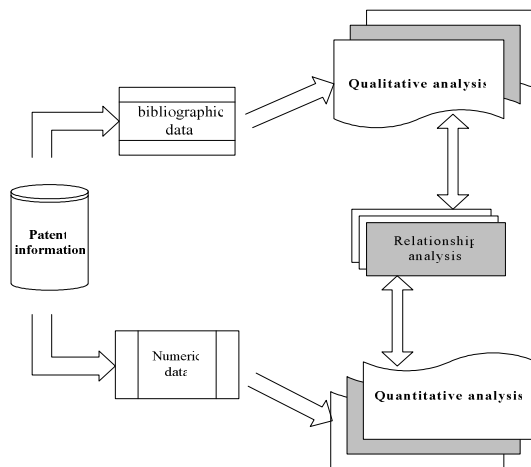 Qualitative analysis
bibliographic
data
Patent
information
Relationship
analysis
Numeric
data
Quantitative analysis